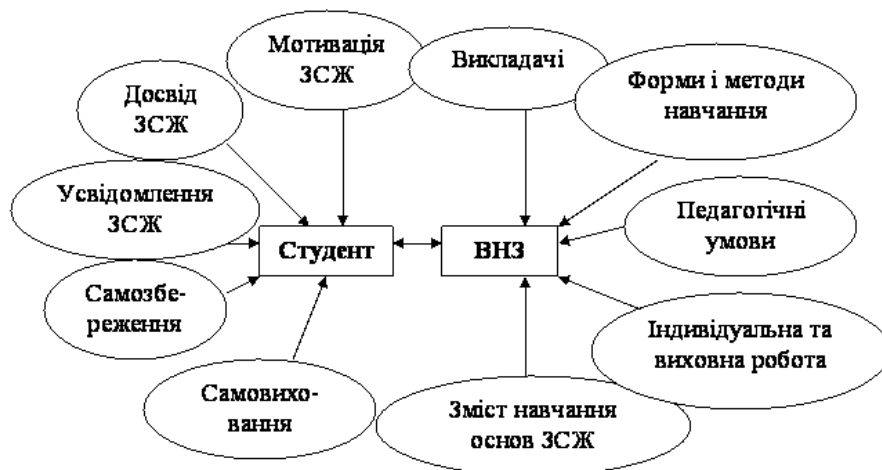 Мотивація
ЗСЖ
Викладачі
Форми і методи
навчання
Досвід
ЗСЖ
Усвідомлення
ЗСЖ
Педагогічні
умови
Студент
ВНЗ
Самозбе-
реження
Індивідуальна та
виховна робота
Самовихо-
вання
Зміст навчання
основ ЗСЖ